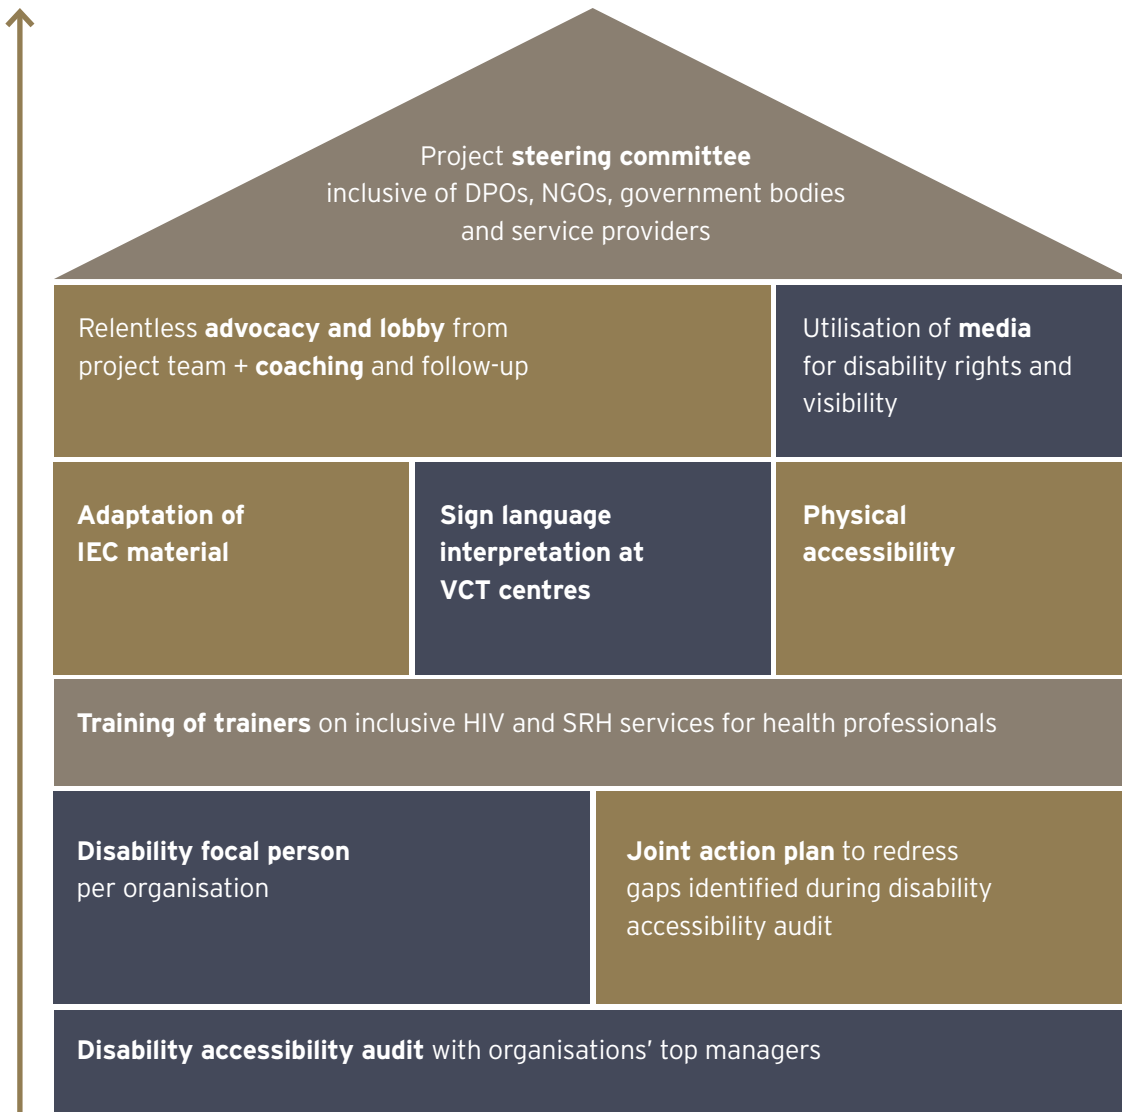 Project steering committee
inclusive of DPOs, NGOs, government bodies
and service providers
Relentless advocacy and lobby from
project team + coaching and follow-up
Utilisation of media
for disability rights and
visibility
Adaptation of
IEC material
Sign language
interpretation at
VCT centres
Physical
accessibility
Training of trainers on inclusive HIV and SRH services for health professionals
Disability focal person
per organisation
Joint action plan to redress
gaps identified during disability
accessibility audit
Disability accessibility audit with organisations’ top managers